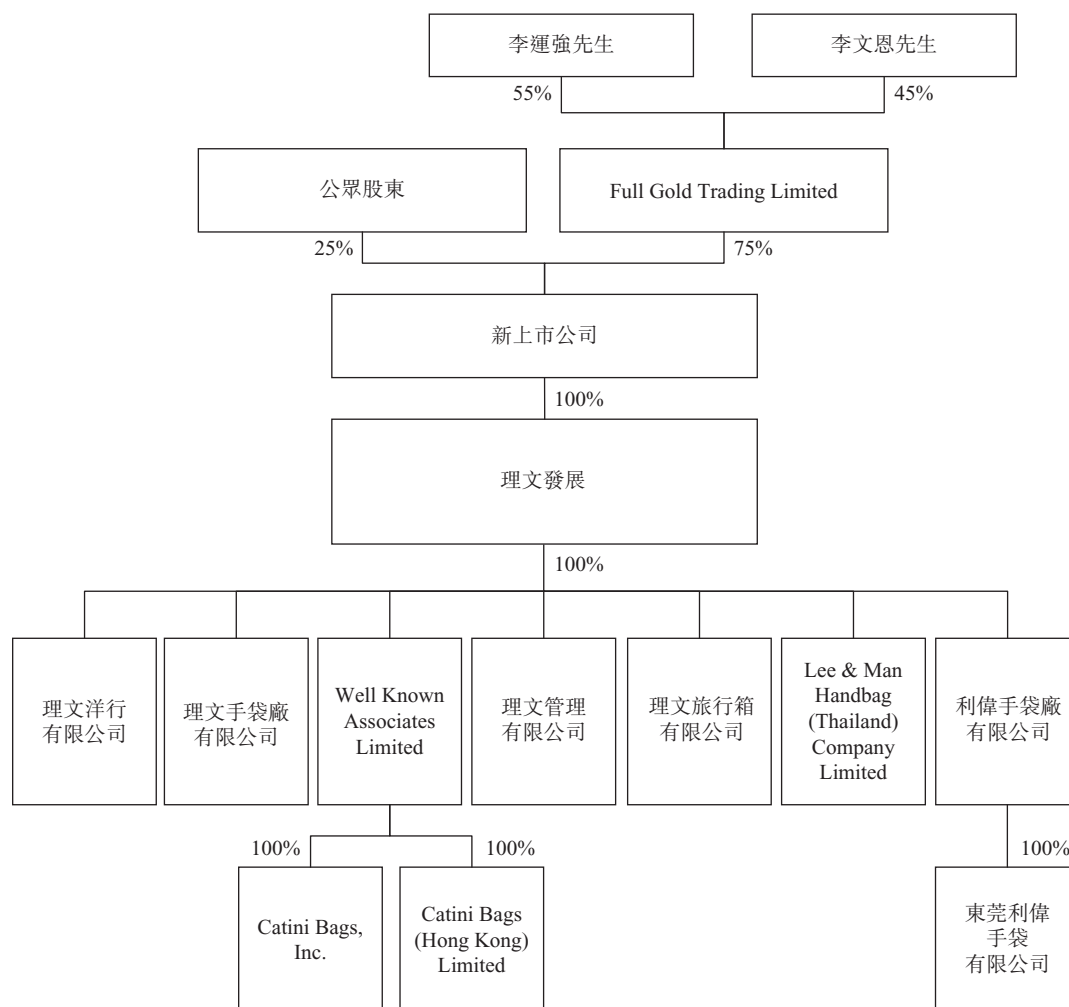 李運強先生
李文恩先生
55%
45%
公眾股東
Full Gold Trading Limited
25%
75%
新上市公司
100%
理文發展
100%
理文洋行
有限公司
理文手袋廠
有限公司
Well Known
Associates
Limited
理文管理
有限公司
理文旅行箱
有限公司
Lee & Man
Handbag
(Thailand)
Company
Limited
利偉手袋廠
有限公司
100%
100%
100%
Catini Bags,
Inc.
Catini Bags
(Hong Kong)
Limited
東莞利偉
手袋
有限公司